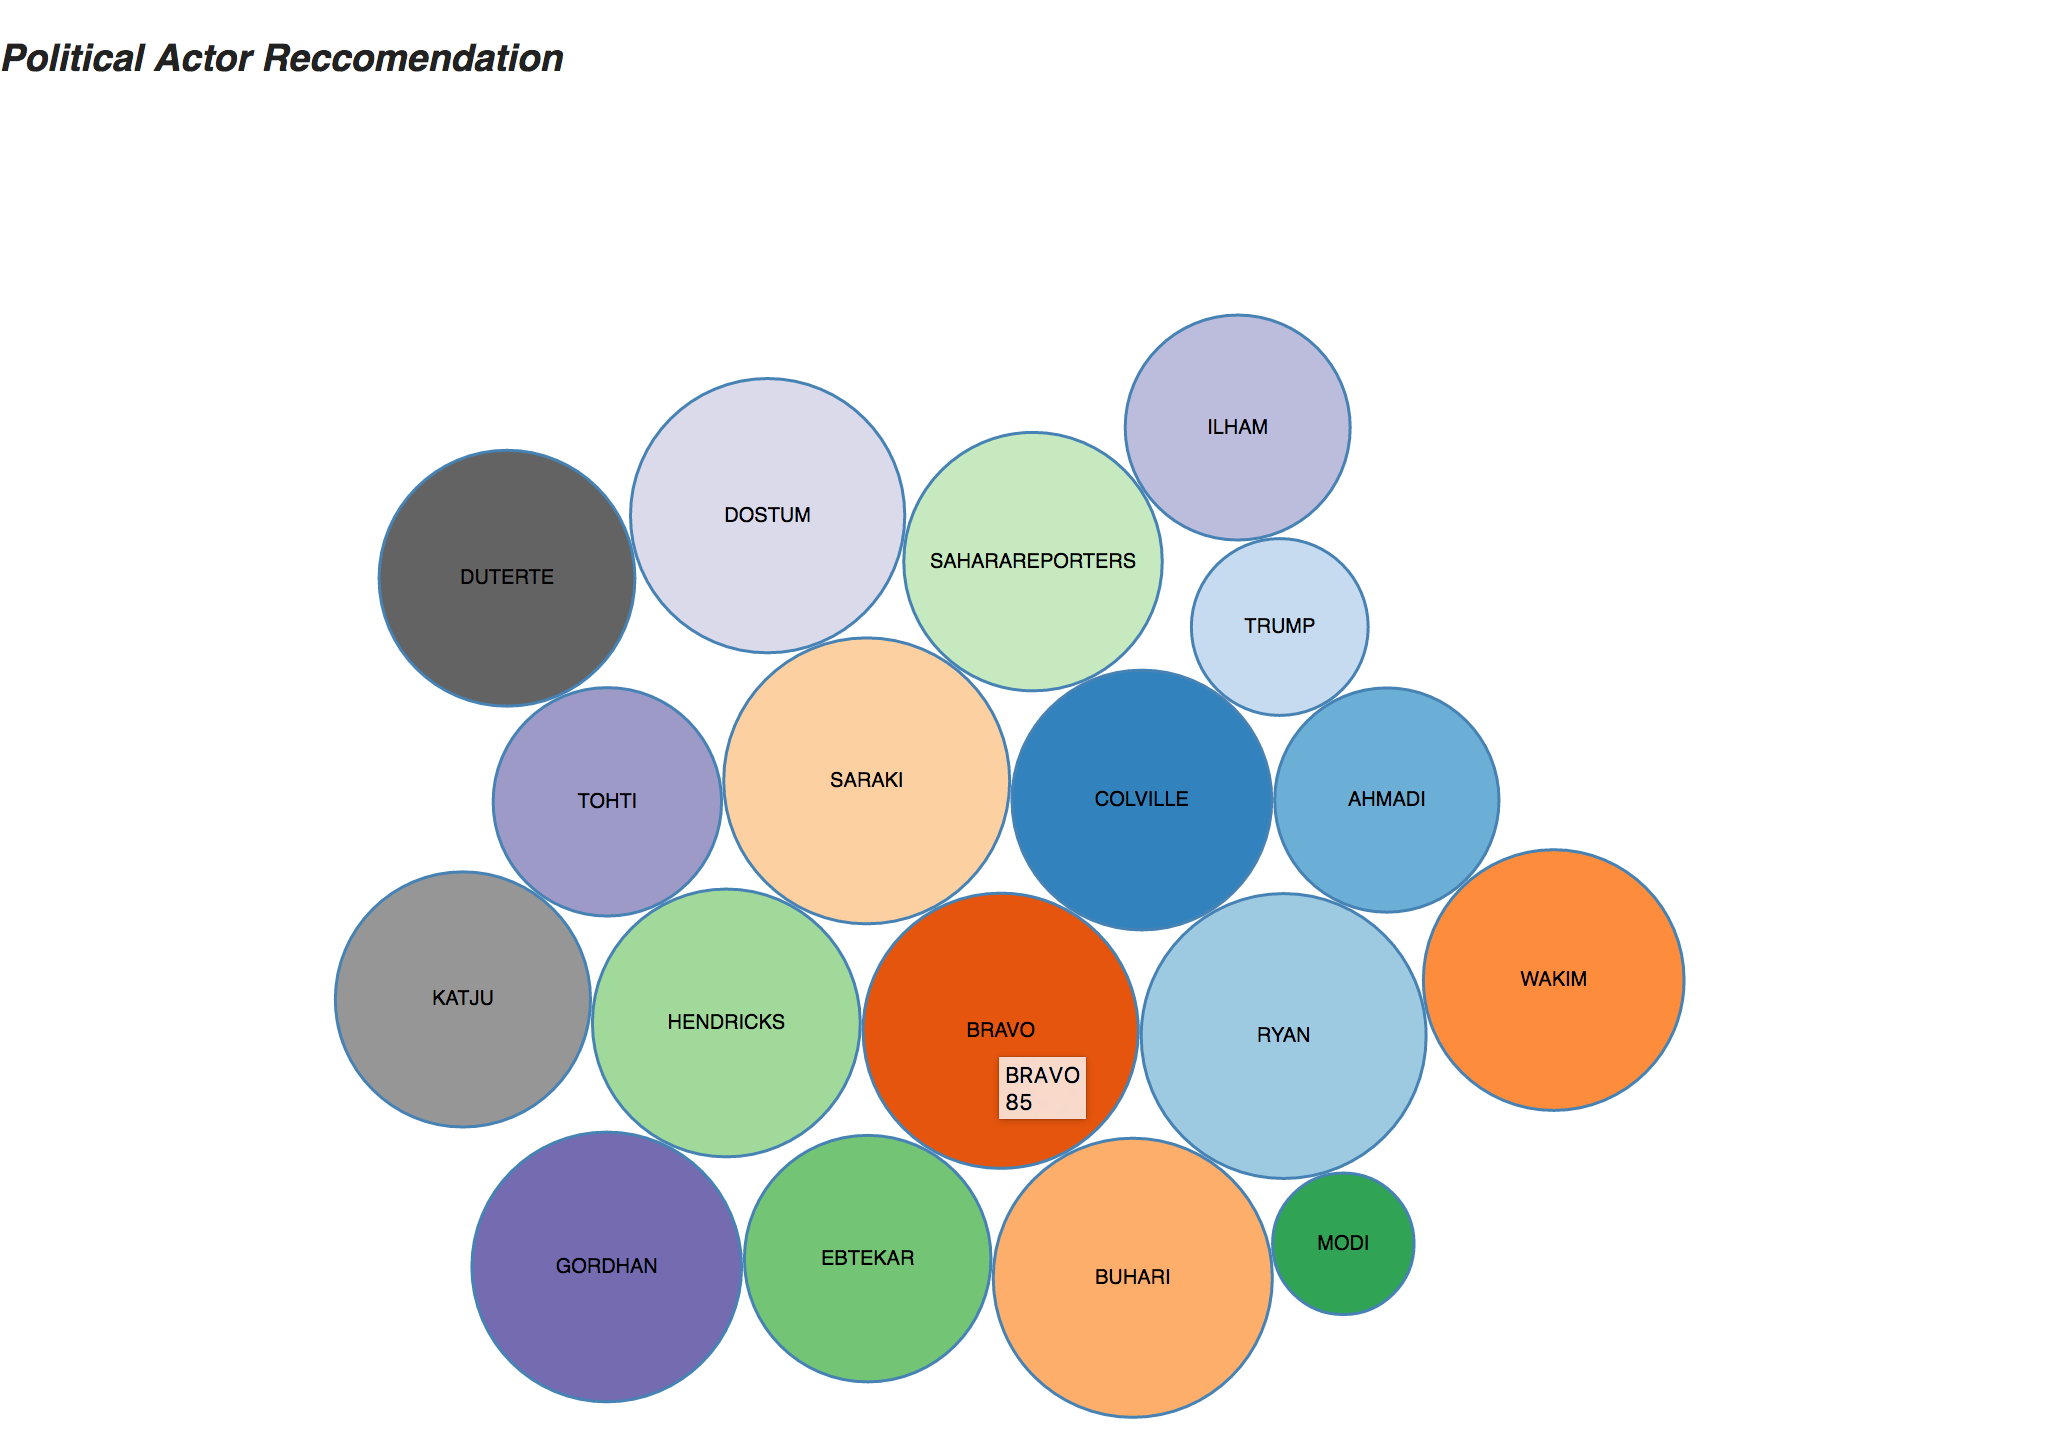 Political Actor Reccomendation
ILHAM
DOSTUM
SAHARAREPORTERS
DUTERTE
TRUMP
SARAKI
COLVILLE
AHMADI
TOHTI
WAKIM
KATJU
HENDRICKS
BRAVO
RYAN
BRAVO
85
MODI
EBTEKAR
GORDHAN
BUHARI